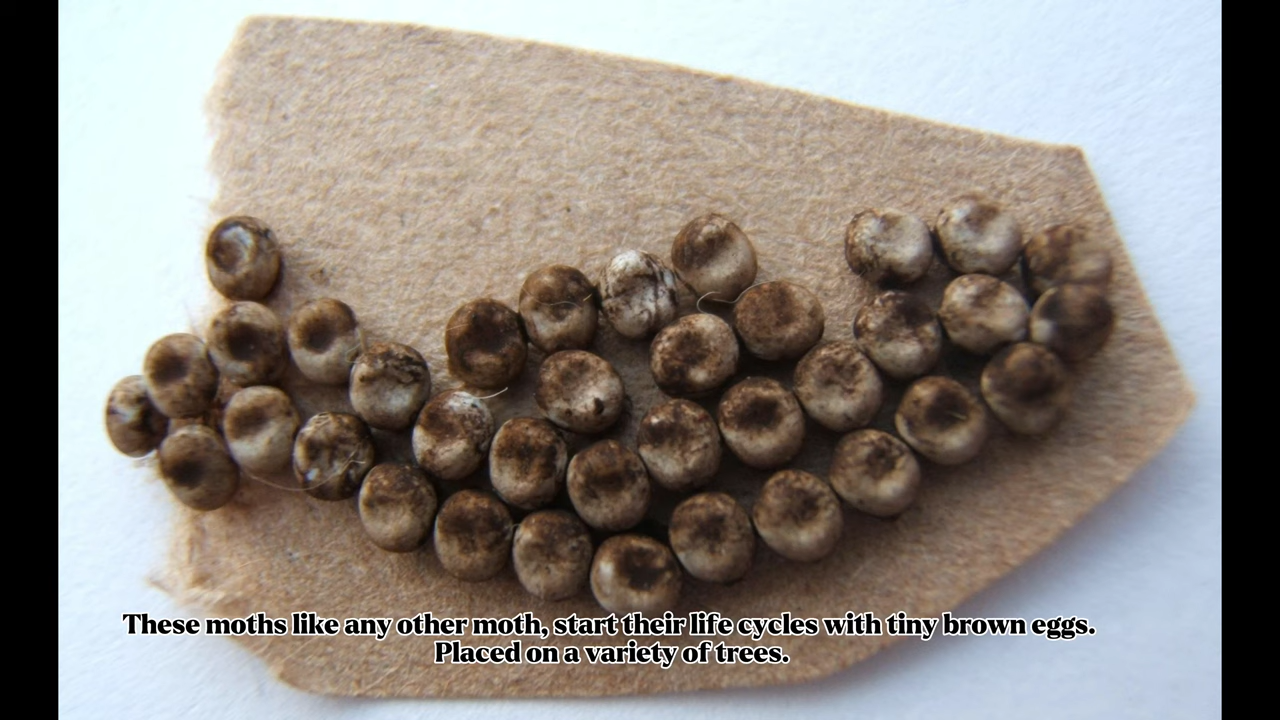 These moths like any other moth, start their life cycles with tiny brown eggs.
Placed on a variety of trees.